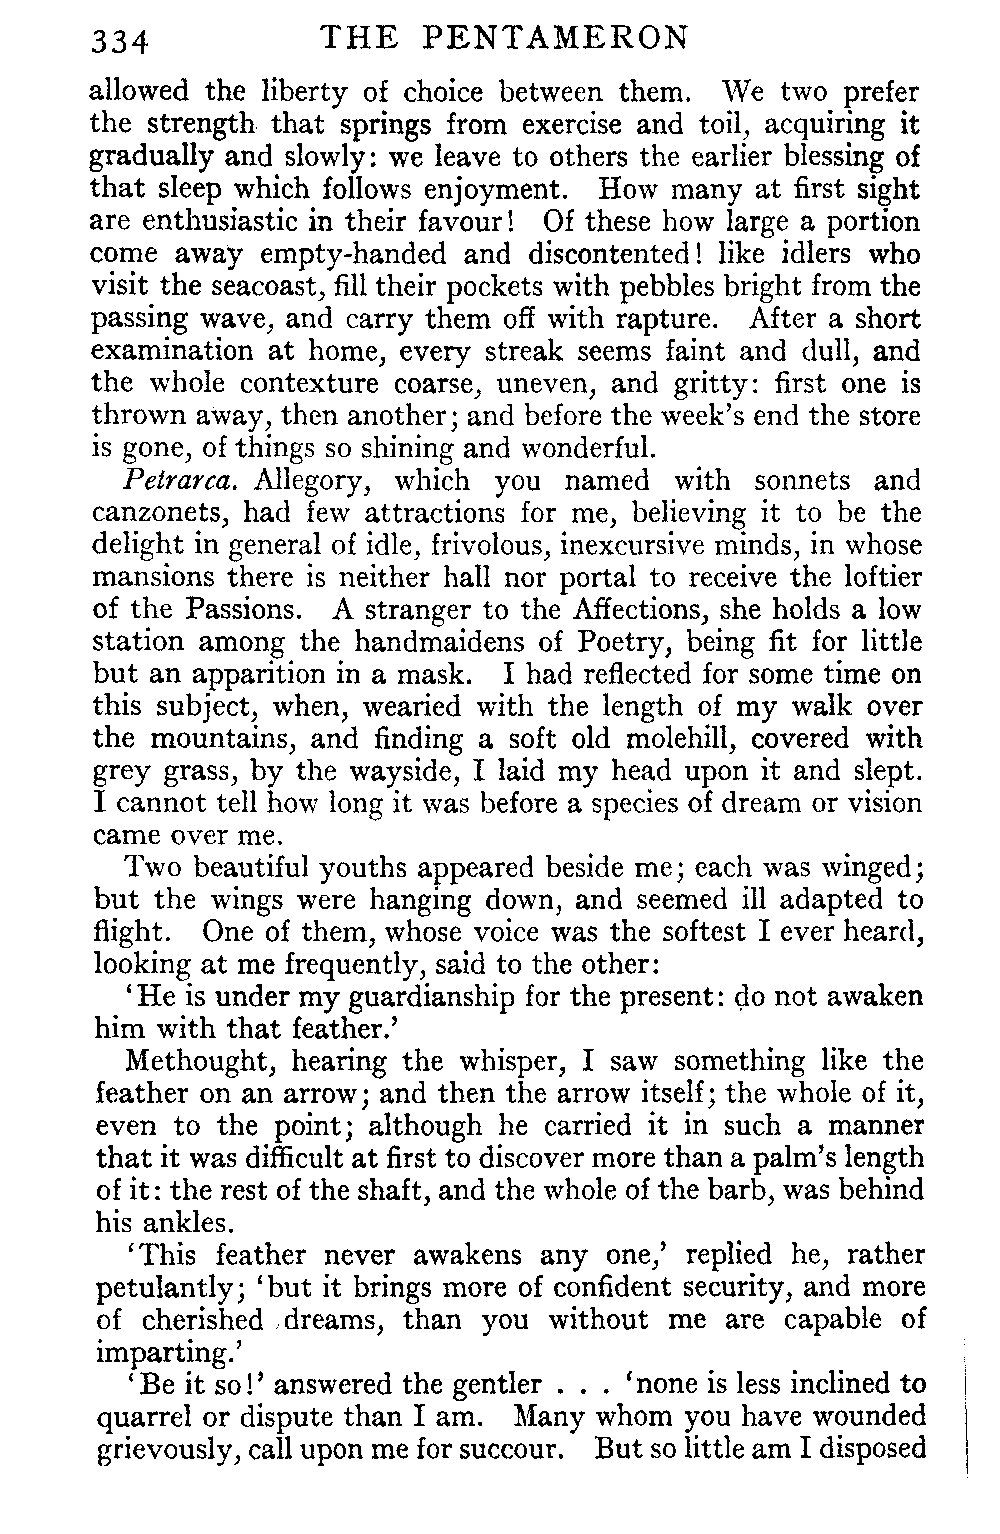 334 THE PENTAMERON
allowed the liberty of choice between them. We two prefer
the strength that springs from exercise and toil, acquiring it
gradually and slowly: we leave to others the earlier blessing of
that sleep which follows enjoyment. How many at first sight
are enthusiastic in their favour! Of these how large a portion
come away empty-handed and discontented! like idlers who
visit the seacoast, fill their pockets with pebbles bright from the
passing wave, and carry them off with rapture. After a short
examination at home, every streak seems faint and dull, and
the whole contexture coarse, uneven, and gritty: first one is
thrown away, then another; and before the week's end the store
is gone, of things so shining and wonderful.
Petrarca. Allegory, which you named with sonnets and
canzonets, had few attractions for me, believing it to be the
delight in general of idle, frivolous, inexcursive minds, in whose
mansions there is neither hall nor portal to receive the loftier
of the Passions. A stranger to the Affections, she holds a low
station among the handmaidens of Poetry, being fit for little
but an apparition in a mask. I had reflected for some time on
this subject, when, wearied with the length of my walk over
the mountains, and finding a soft old molehill, covered with
grey grass, by the wayside, I laid my head upon it and slept.
I cannot tell how long it was before a species of dream or vision
came over me.
Two beautiful youths appeared beside me; each was winged;
but the wings were hanging down, and seemed ill adapted to
flight. One of them, whose voice was the softest I ever heard,
looking at me frequently, said to the other:
'He is under my guardianship for the present: do not awaken
him with that feather.'
Methought, hearing the whisper, I saw something like the
feather on an arrow; and then the arrow itself; the whole of it,
even to the point; although he carried it in such a manner
that it was difficult at first to discover more than a palm's length
of it: the rest of the shaft, and the whole of the barb, was behind
his ankles.
'This feather never awakens any one,' replied he, rather
petulantly; 'but it brings more of confident security, and more
of cherished dreams, than you without me are capable of
imparting.'
'Be it so!' answered the gentler . . . 'none is less inclined to
quarrel or dispute than I am. Many whom you have wounded
grievously, call upon me for succour. But so little am I disposed